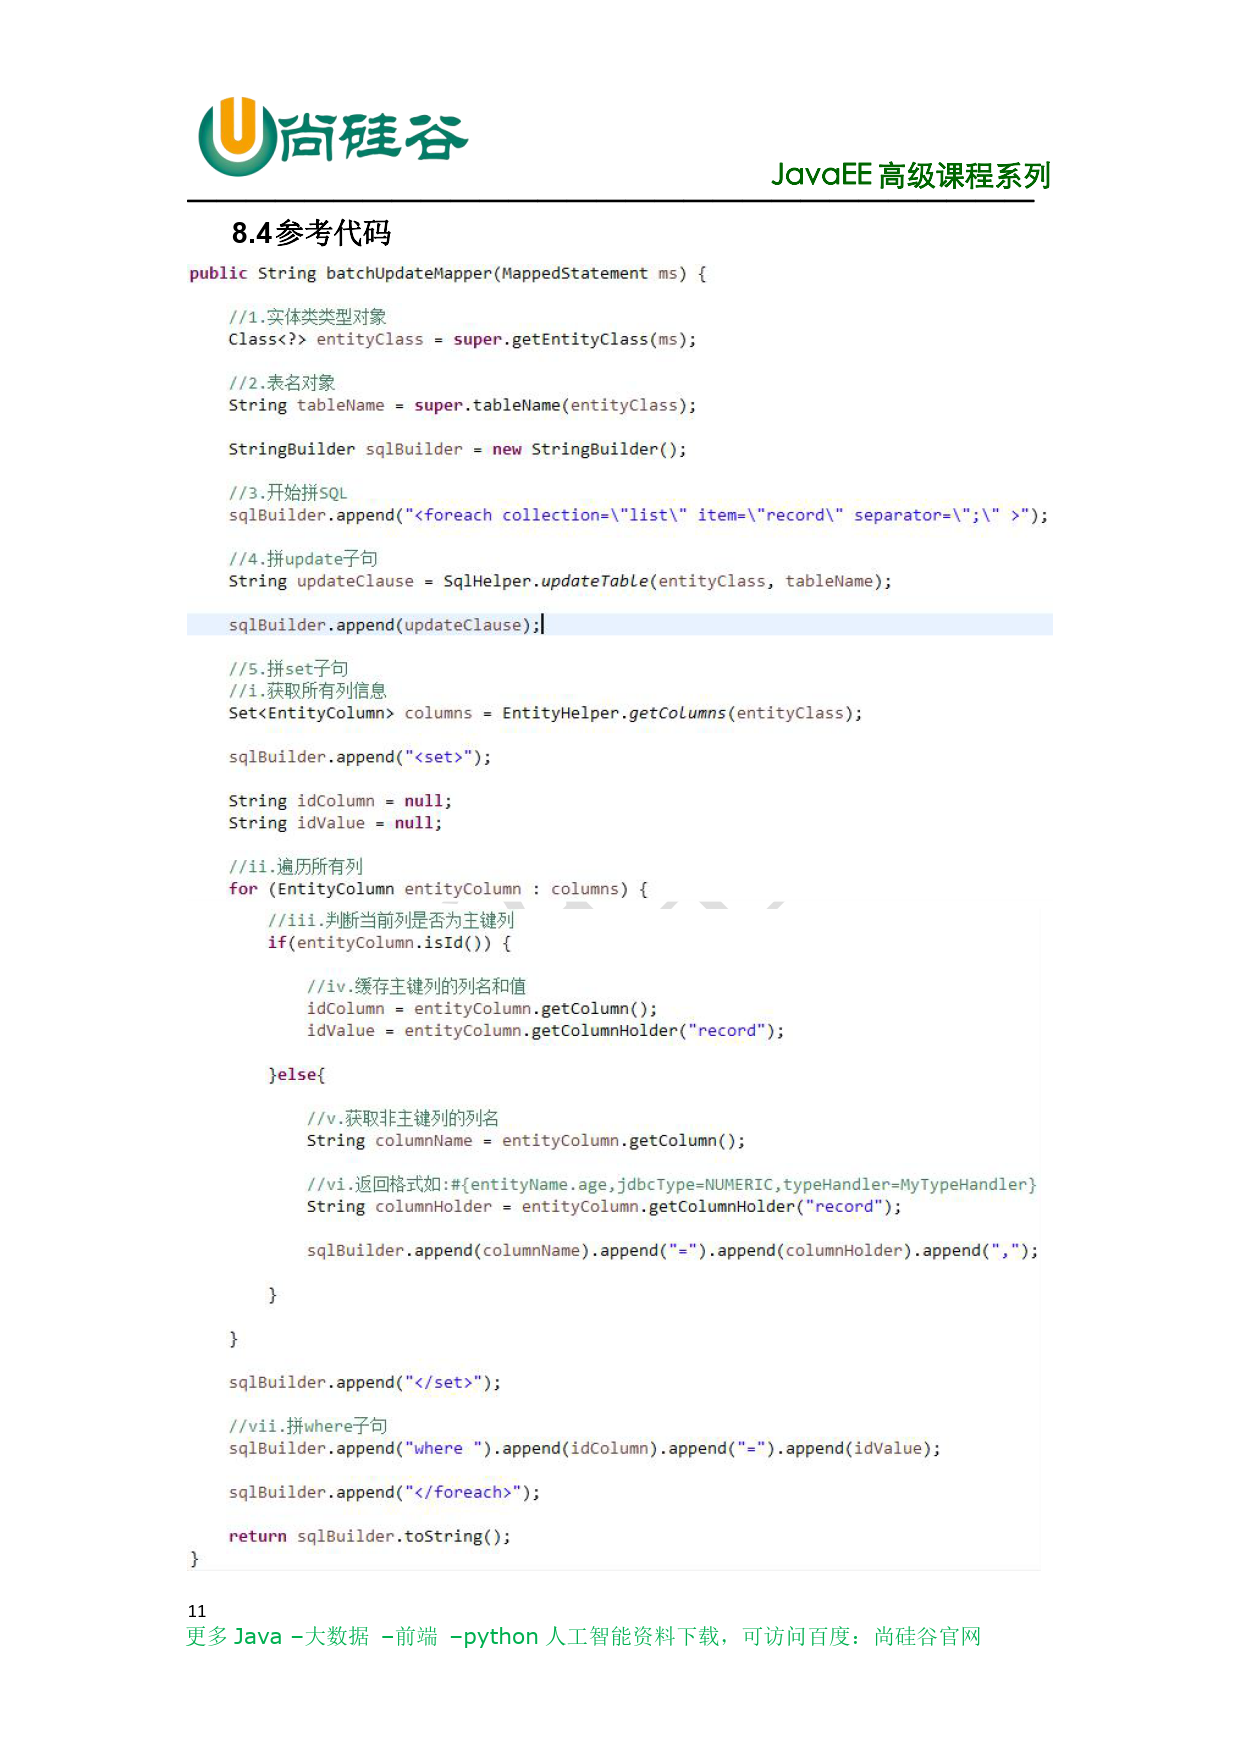 尚硅谷
JavaEE 高级课程系列
8.4参考代码
public String batchUpdateMapper(MappedStatement ms) {
//1.实体类类型对象
Class<?> entityClass = super.getEntityClass(ms);
//2.表名对象
String tableName = super.tableName(entityClass);
StringBuilder sqlBuilder = new StringBuilder();
//3.开始拼SQL
sqlBuilder.append("<foreach collection=\"list\" item=\"record\" separator=\";\" >");
//4.拼update子句
String updateClause = SqlHelper.updateTable(entityClass, tableName);
sqlBuilder.append(updateClause);
//5.拼set子句
//i.获取所有列信息
Set<EntityColumn> columns = EntityHelper.getColumns(entityClass);
sqlBuilder.append("<set>");
String idColumn = null;
String idValue = null;
//ii.遍历所有列
for (EntityColumn entityColumn : columns) {
//iii.判断当前列是否为主键列
if(entityColumn.isId()) {
//iv.缓存主键列的列名和值
idColumn = entityColumn.getColumn();
idValue = entityColumn.getColumnHolder("record");
}else{
//v.获取非主键列的列名
String columnName = entityColumn.getColumn();
//vi.返回格式如:#{entityName.age,jdbcType=NUMERIC,typeHandler=MyTypeHandler}
String columnHolder = entityColumn.getColumnHolder("record");
sqlBuilder.append(columnName).append("=").append(columnHolder).append(",");
}
}
sqlBuilder.append("</set>");
//vii.拼where子句
sqlBuilder.append("where ").append(idColumn).append("=").append(idValue);
sqlBuilder.append("</foreach>");
return sqlBuilder.toString();
}
11
更多 Java –大数据 –前端 –python 人工智能资料下载，可访问百度：尚硅谷官网